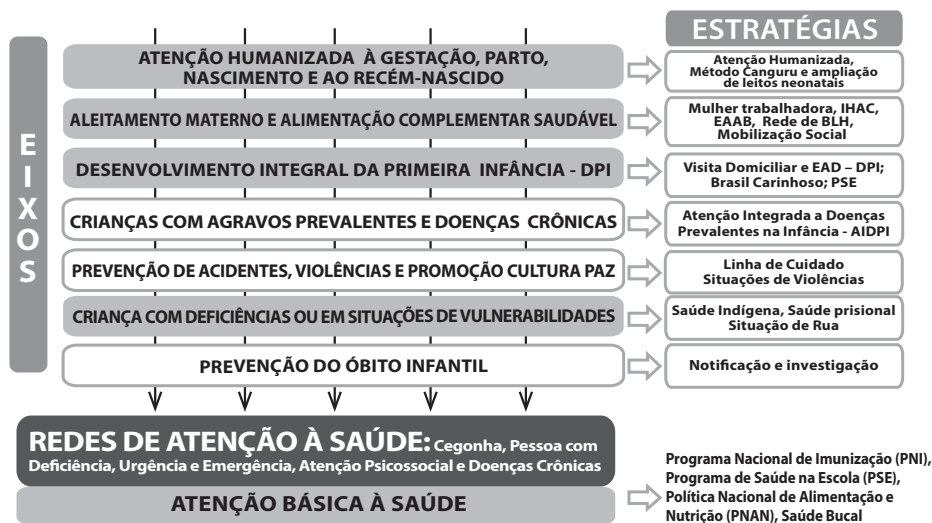 ESTRATÉGIAS
EIXOS
ATENÇÃO HUMANIZADA À GESTAÇÃO, PARTO,
NASCIMENTO E AO RECÉM-NASCIDO
Atenção Humanizada,
Método Canguru e ampliação
de leitos neonatais
ALEITAMENTO MATERNO E ALIMENTAÇÃO COMPLEMENTAR SAUDÁVEL
Mulher trabalhadora, IHAC,
EAAB, Rede de BLH,
Mobilização Social
DESENVOLVIMENTO INTEGRAL DA PRIMEIRA INFÂNCIA - DPI
Visita Domiciliar e EAD – DPI;
Brasil Carinhoso; PSE
CRIANÇAS COM AGRAVOS PREVALENTES E DOENÇAS CRÔNICAS
Atenção Integrada a Doenças
Prevalentes na Infância - AIDPI
PREVENÇÃO DE ACIDENTES, VIOLÊNCIAS E PROMOÇÃO CULTURA PAZ
Linha de Cuidado
Situações de Violências
CRIANÇA COM DEFICIÊNCIAS OU EM SITUAÇÕES DE VULNERABILIDADES
Saúde Indígena, Saúde prisional
Situação de Rua
PREVENÇÃO DO ÓBITO INFANTIL
Notificação e investigação
REDES DE ATENÇÃO À SAÚDE: Cegonha, Pessoa com
Deficiência, Urgência e Emergência, Atenção Psicossocial e Doenças Crônicas
ATENÇÃO BÁSICA À SAÚDE
Programa Nacional de Imunização (PNI),
Programa de Saúde na Escola (PSE),
Política Nacional de Alimentação e
Nutrição (PNAN), Saúde Bucal